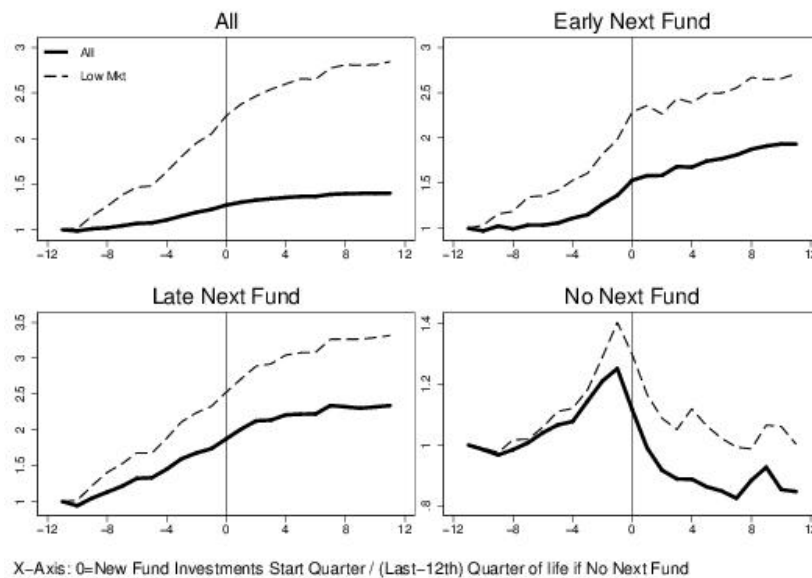 All
3
2.5
2
1.5
1
All
Low Mkt
−12 −8 −4 0 4 8 12
Early Next Fund
3
2.5
2
1.5
1
−12 −8 −4 0 4 8 12
Late Next Fund
3.5
3
2.5
2
1.5
1
−12 −8 −4 0 4 8 12
No Next Fund
1.4
1.2
1
.8
−12 −8 −4 0 4 8 12
X−Axis: 0=New Fund Investments Start Quarter / (Last−12th) Quarter of life if No Next Fund